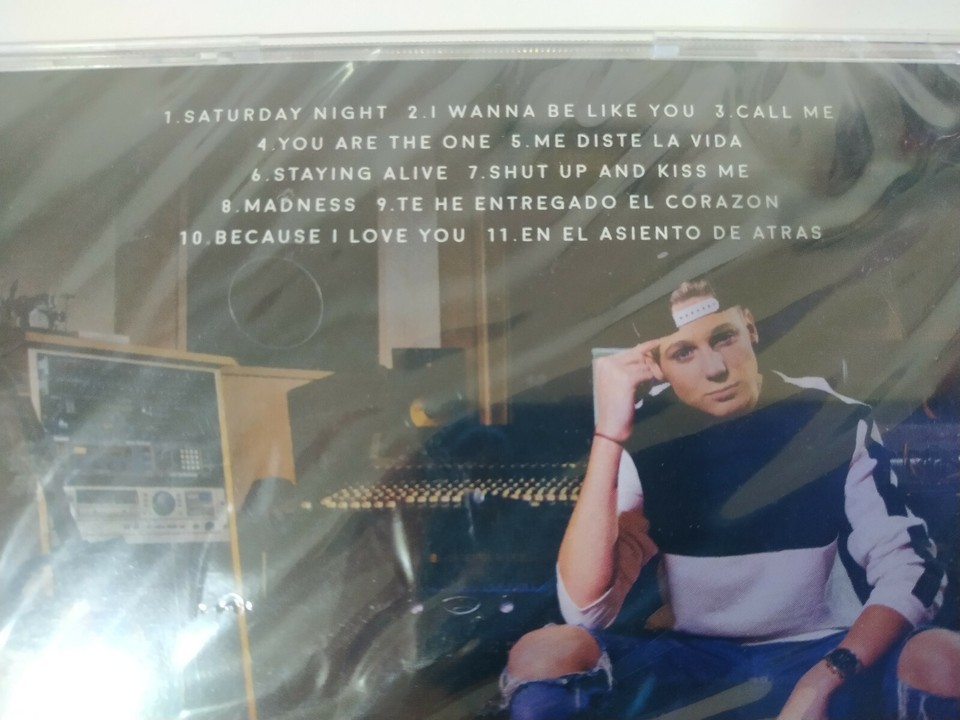 1.SATURDAY NIGHT 2.I WANNA BE LIKE YOU 3.CALL ME
4.YOU ARE THE ONE 5.ME DISTE LA VIDA
6.STAYING ALIVE 7.SHUT UP AND KISS ME
8.MADNESS 9.TE HE ENTREGADO EL CORAZON
10.BECAUSE I LOVE YOU 11.EN EL ASIENTO DE ATRAS